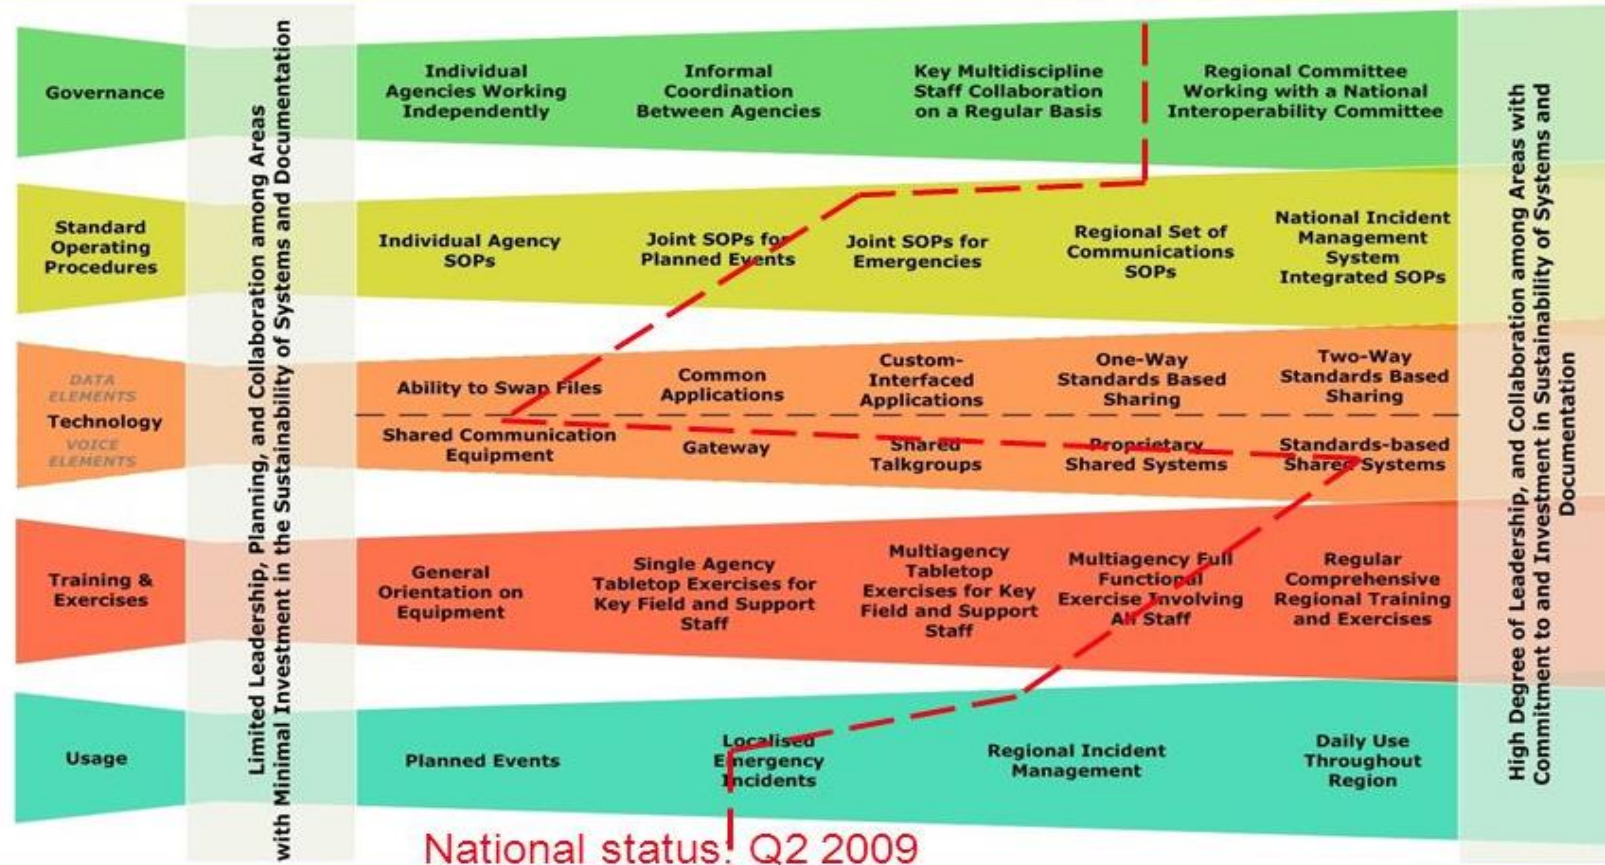 Governance
Individual
Agencies Working
Independently
Informal
Coordination
Between Agencies
Key Multidiscipline
Staff Collaboration
on a Regular Basis
Regional Committee
Working with a National
Interoperability Committee
Standard
Operating
Procedures
Individual Agency
SOPs
Joint SOPs for
Planned Events
Joint SOPs for
Emergencies
Regional Set of
Communications
SOPs
National Incident
Management
System
Integrated SOPs
DATA
ELEMENTS
Technology
VOICE
ELEMENTS
Ability to Swap Files
Common
Applications
Custom-
Interfaced
Applications
One-Way
Standards Based
Sharing
Two-Way
Standards Based
Sharing
Shared Communication
Equipment
Gateway
Shared
Talkgroups
Proprietary
Shared Systems
Standards-based
Shared Systems
Training &
Exercises
General
Orientation on
Equipment
Single Agency
Tabletop Exercises for
Key Field and Support
Staff
Multiagency
Tabletop
Exercises for Key
Field and Support
Staff
Multiagency Full
Functional
Exercise Involving
All Staff
Regular
Comprehensive
Regional Training
and Exercises
Usage
Planned Events
Localised
Emergency
Incidents
Regional Incident
Management
Daily Use
Throughout
Region
Limited Leadership, Planning, and Collaboration among Areas
with Minimal Investment in the Sustainability of Systems and Documentation
High Degree of Leadership, and Collaboration among Areas with
Commitment to and Investment in Sustainability of Systems and
Documentation
National status: Q2 2009